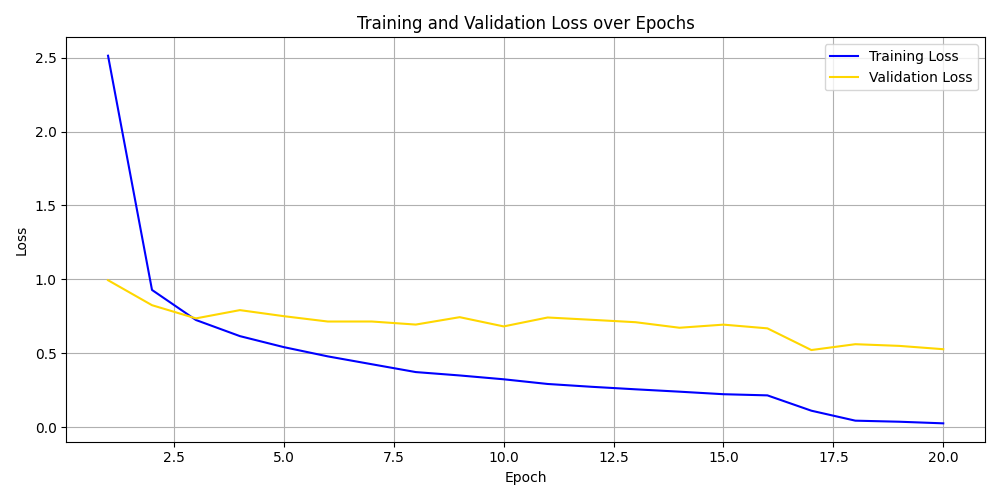 Training and Validation Loss over Epochs
Training Loss
Validation Loss
2.5
2.0
1.5
1.0
0.5
0.0
Loss
2.5
5.0
7.5
10.0
12.5
15.0
17.5
20.0
Epoch